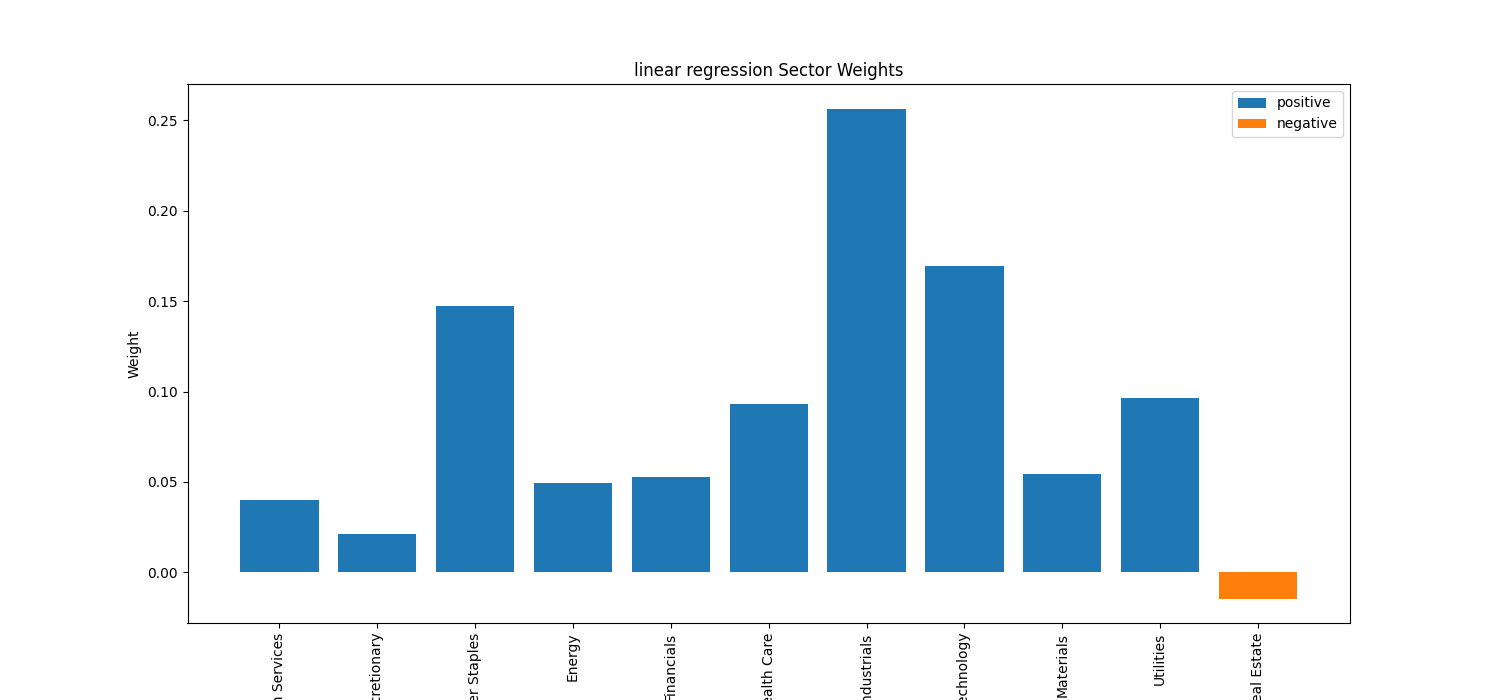 linear regression Sector Weights
positive
negative
0.25
0.20
0.15
0.10
0.05
0.00
Weight
Services
cretionary
er Staples
Energy
Financials
ealth Care
ndustrials
echnology
Materials
Utilities
eal Estate